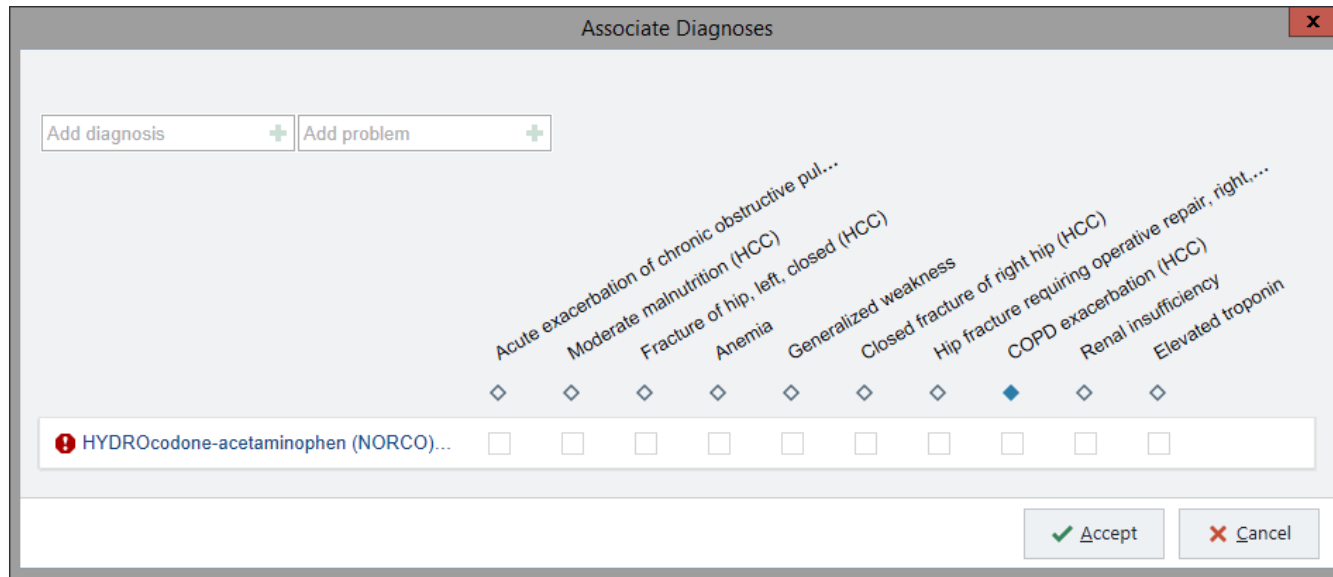 Associate Diagnoses
x
Add diagnosis
Add problem
Acute exacerbation of chronic obstructive pul...
Moderate malnutrition (HCC)
Fracture of hip, left, closed (HCC)
Anemia
Generalized weakness
Closed fracture of right hip (HCC)
Hip fracture requiring operative repair, right,...
COPD exacerbation (HCC)
Renal insufficiency
Elevated troponin
HYDROcodone-acetaminophen (NORCO)...
Accept
Cancel